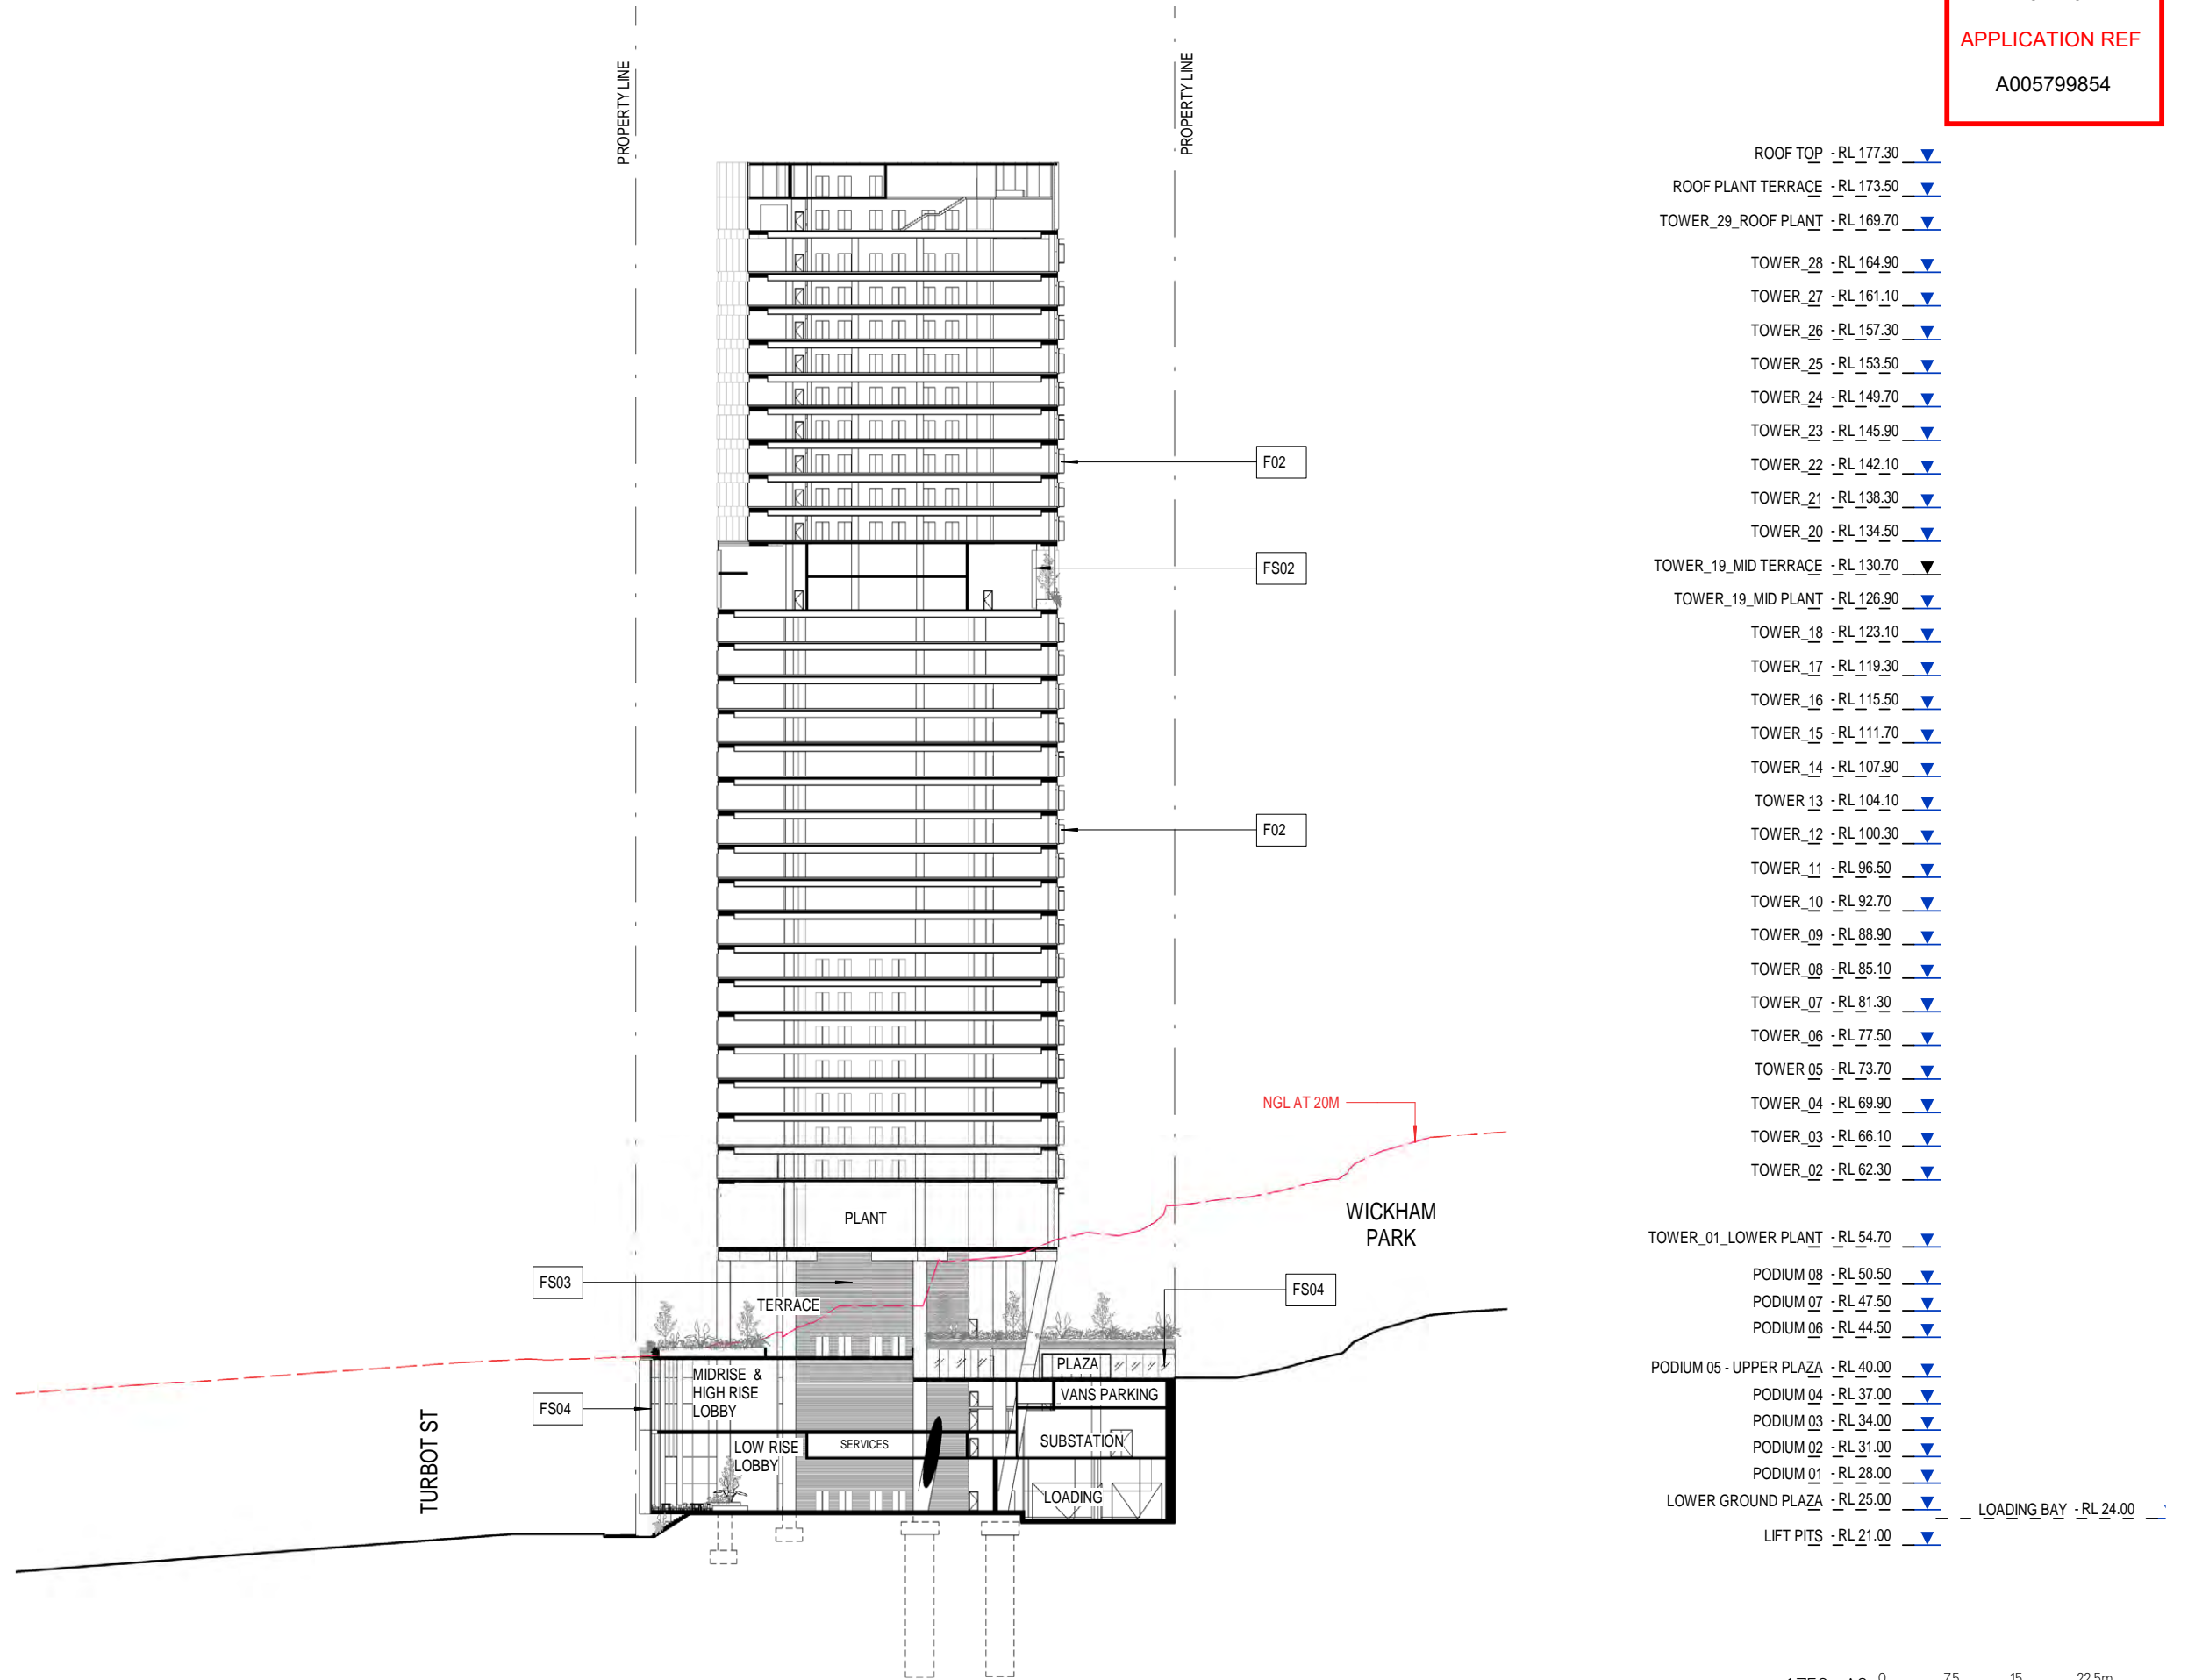 APPLICATION REF
A005799854
PROPERTY LINE
PROPERTY LINE
ROOF TOP - RL 177.30
ROOF PLANT TERRACE - RL 173.50
TOWER_29_ROOF PLANT - RL 169.70
TOWER_28 - RL 164.90
TOWER_27 - RL 161.10
TOWER_26 - RL 157.30
TOWER_25 - RL 153.50
TOWER_24 - RL 149.70
TOWER_23 - RL 145.90
TOWER_22 - RL 142.10
TOWER_21 - RL 138.30
TOWER_20 - RL 134.50
TOWER_19_MID TERRACE - RL 130.70
TOWER_19_MID PLANT - RL 126.90
TOWER_18 - RL 123.10
TOWER_17 - RL 119.30
TOWER_16 - RL 115.50
TOWER_15 - RL 111.70
TOWER_14 - RL 107.90
TOWER 13 - RL 104.10
TOWER_12 - RL 100.30
TOWER_11 - RL 96.50
TOWER_10 - RL 92.70
TOWER_09 - RL 88.90
TOWER_08 - RL 85.10
TOWER_07 - RL 81.30
TOWER_06 - RL 77.50
TOWER 05 - RL 73.70
TOWER_04 - RL 69.90
TOWER_03 - RL 66.10
TOWER_02 - RL 62.30
TOWER_01_LOWER PLANT - RL 54.70
PODIUM 08 - RL 50.50
PODIUM 07 - RL 47.50
PODIUM 06 - RL 44.50
PODIUM 05 - UPPER PLAZA - RL 40.00
PODIUM 04 - RL 37.00
PODIUM 03 - RL 34.00
PODIUM 02 - RL 31.00
PODIUM 01 - RL 28.00
LOWER GROUND PLAZA - RL 25.00
LOADING BAY - RL 24.00
LIFT PITS - RL 21.00
F02
FS02
F02
NGL AT 20M
WICKHAM
PARK
PLANT
FS03
TERRACE
FS04
PLAZA
MIDRISE &
HIGH RISE
LOBBY
VANS PARKING
FS04
TURBOT ST
LOW RISE
LOBBY
SERVICES
SUBSTATION
LOADING
0 7.5 15 22.5m